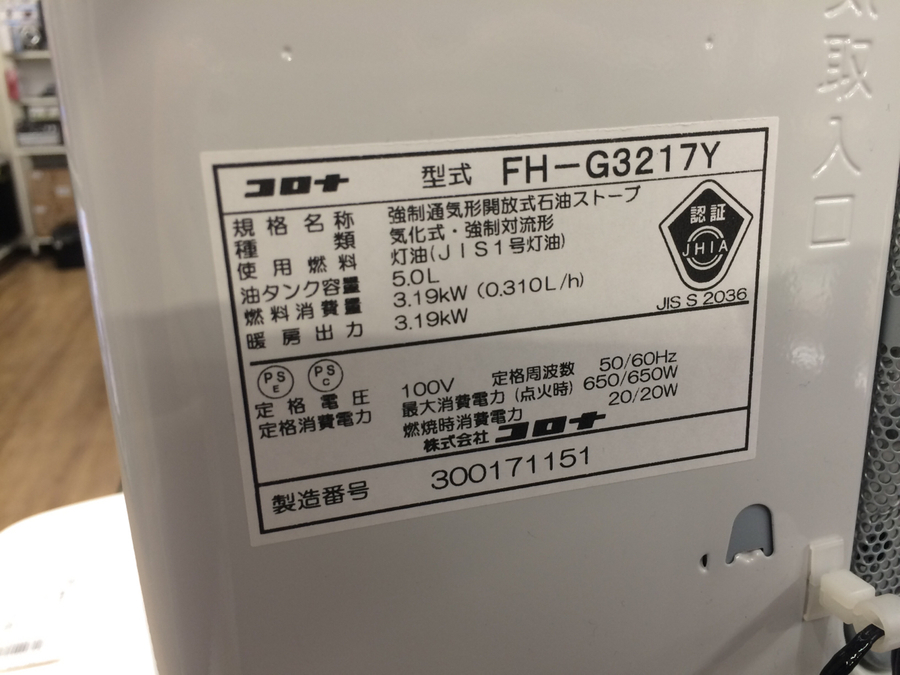 気取入口
コロナ 型式 FH-G3217Y
規格名称 強制通気形開放式石油ストーブ
種類 気化式・強制対流形
使用燃料 灯油(JIS1号灯油)
油タンク容量 5.0L
燃料消費量 3.19kW (0.310L/h)
暖房出力 3.19kW
認証
JHIA
JIS S 2036
PSE PSC
定格電圧 100V 定格周波数 50/60Hz
定格消費電力 最大消費電力(点火時) 650/650W
燃焼時消費電力 20/20W
株式会社 コロナ
製造番号 300171151